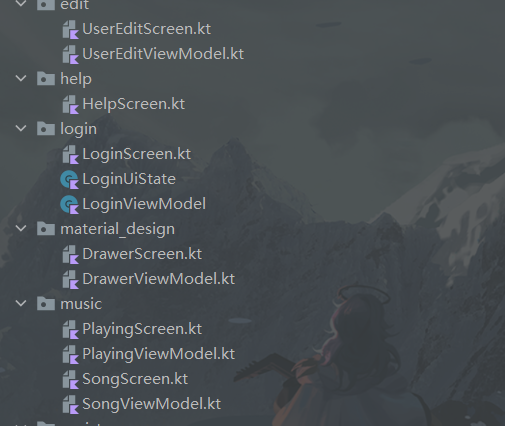 edit
UserEditScreen.kt
UserEditViewModel.kt
help
HelpScreen.kt
login
LoginScreen.kt
LoginUiState
LoginViewModel
material_design
DrawerScreen.kt
DrawerViewModel.kt
music
PlayingScreen.kt
PlayingViewModel.kt
SongScreen.kt
SongViewModel.kt